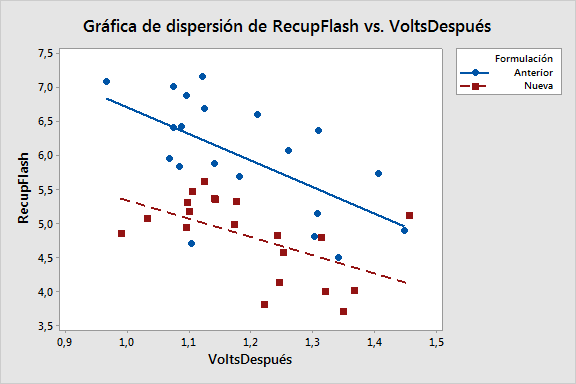 Gráfica de dispersión de RecupFlash vs. VoltsDespués
Formulación
Anterior
Nueva
RecupFlash
7,5
7,0
6,5
6,0
5,5
5,0
4,5
4,0
3,5
0,9 1,0 1,1 1,2 1,3 1,4 1,5
VoltsDespués